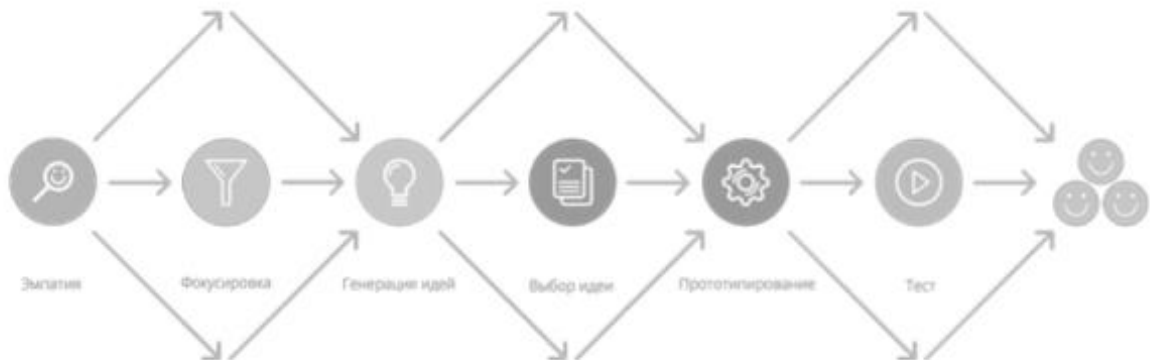 Эмпатия
Фокусировка
Генерация идей
Выбор идеи
Прототипирование
Тест